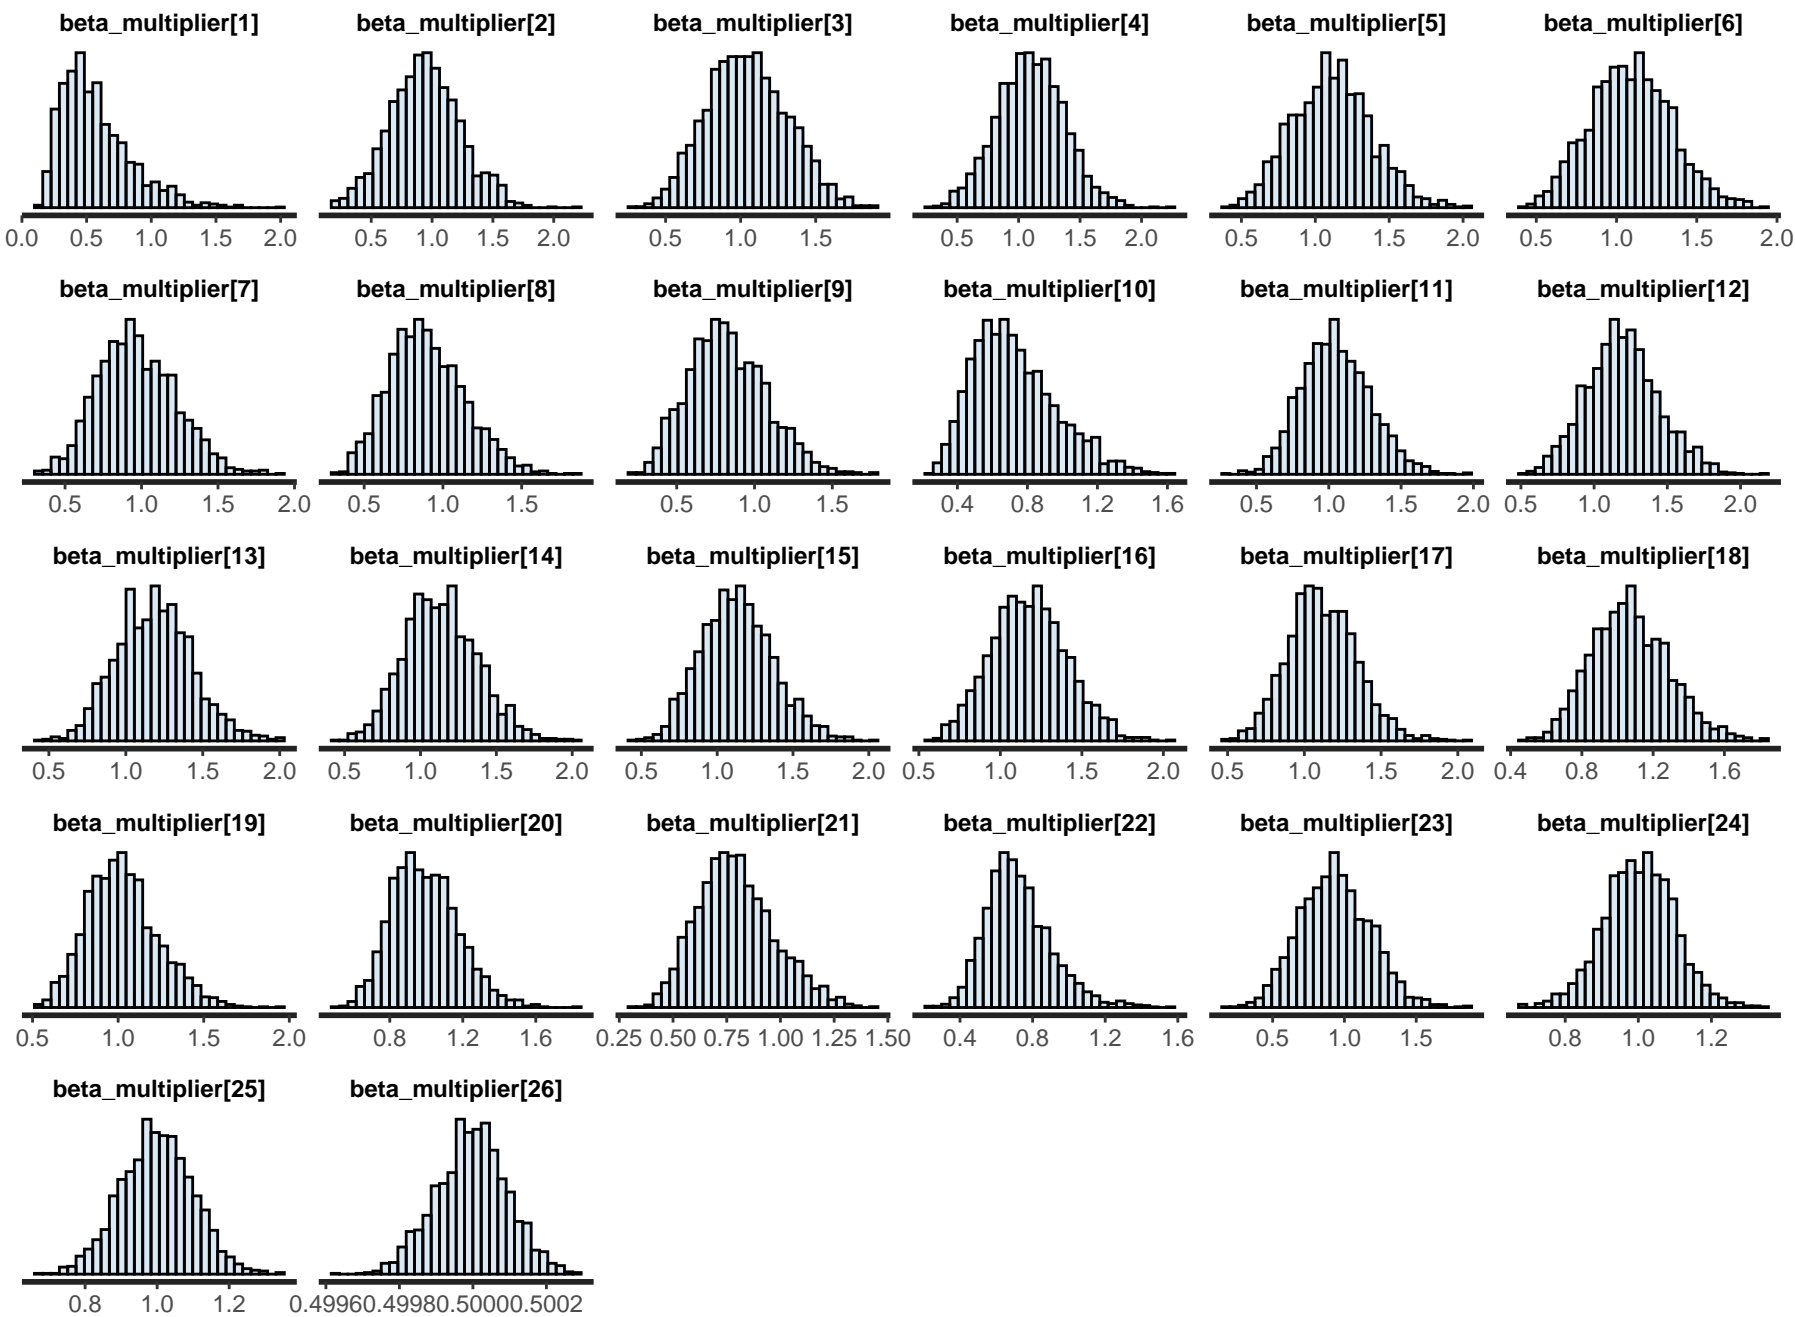 beta_multiplier[1] beta_multiplier[2] beta_multiplier[3] beta_multiplier[4] beta_multiplier[5] beta_multiplier[6]
0.0 0.5 1.0 1.5 2.0 0.5 1.0 1.5 2.0 0.5 1.0 1.5 0.5 1.0 1.5 2.0 0.5 1.0 1.5 2.0 0.5 1.0 1.5 2.0
beta_multiplier[7] beta_multiplier[8] beta_multiplier[9] beta_multiplier[10] beta_multiplier[11] beta_multiplier[12]
0.5 1.0 1.5 2.0 0.5 1.0 1.5 0.5 1.0 1.5 0.4 0.8 1.2 1.6 0.5 1.0 1.5 2.0 0.5 1.0 1.5 2.0
beta_multiplier[13] beta_multiplier[14] beta_multiplier[15] beta_multiplier[16] beta_multiplier[17] beta_multiplier[18]
0.5 1.0 1.5 2.0 0.5 1.0 1.5 2.0 0.5 1.0 1.5 2.0 0.5 1.0 1.5 2.0 0.5 1.0 1.5 2.0 0.4 0.8 1.2 1.6
beta_multiplier[19] beta_multiplier[20] beta_multiplier[21] beta_multiplier[22] beta_multiplier[23] beta_multiplier[24]
0.5 1.0 1.5 2.0 0.8 1.2 1.6 0.25 0.50 0.75 1.00 1.25 1.50 0.4 0.8 1.2 1.6 0.5 1.0 1.5 0.8 1.0 1.2
beta_multiplier[25] beta_multiplier[26]
0.8 1.0 1.2 0.4996 0.4998 0.5000 0.5002